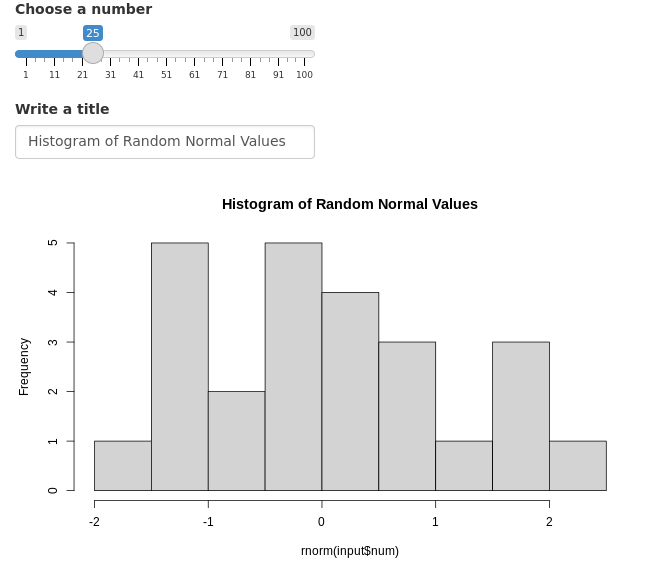 Choose a number
1 25 100
1 11 21 31 41 51 61 71 81 91 100
Write a title
Histogram of Random Normal Values
Histogram of Random Normal Values
Frequency
5
4
3
2
1
0
-2 -1 0 1 2
rnorm(input$num)